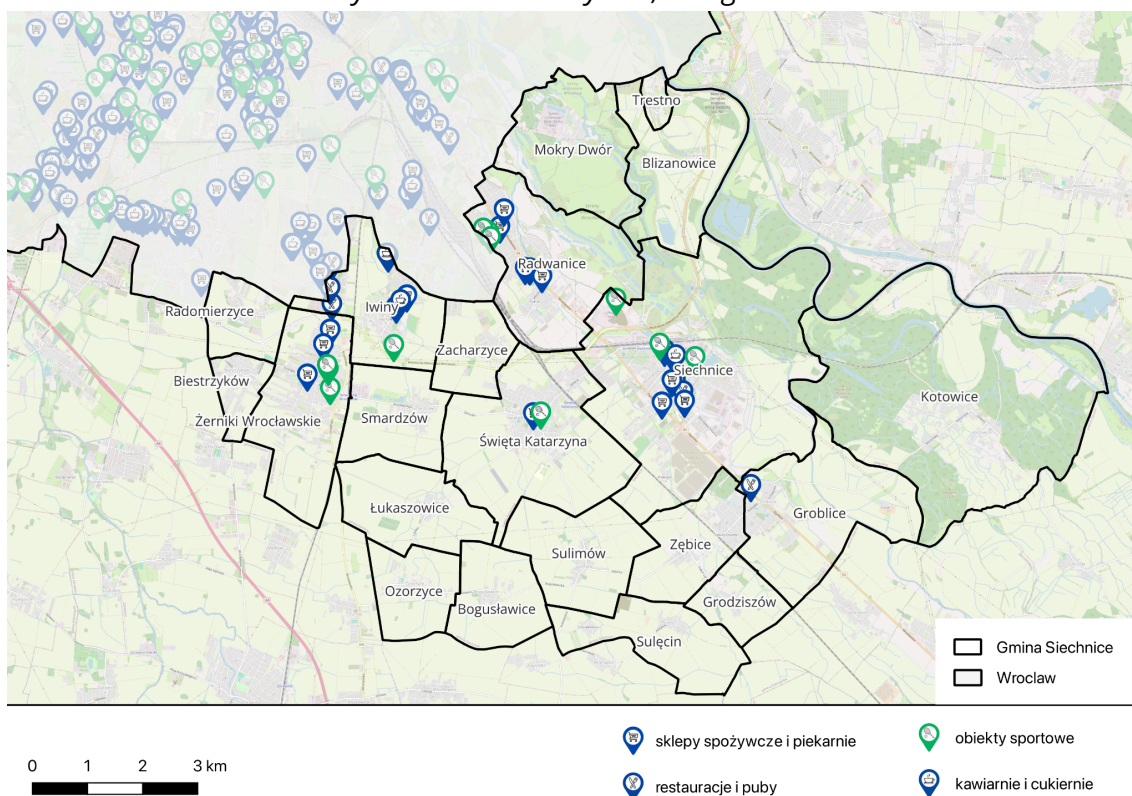 Trestno
Mokry Dwór
Blizanowice
Radwanice
Radomierzyce
Iwiny
Zacharzyce
Siechnice
Biestrzyków
Kotowice
Żerniki Wrocławskie
Smardzów
Święta Katarzyna
Łukaszowice
Groblice
Zębice
Sulimów
Ozorzyce
Bogusławice
Grodziszów
Sulęcin
Gmina Siechnice
Wroclaw
sklepy spożywcze i piekarnie
obiekty sportowe
0 1 2 3 km
restauracje i puby
kawiarnie i cukiernie